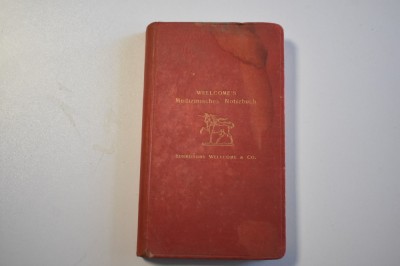 WELLCOME'S
Medizinisches Notizbuch
BURROUGHS WELLCOME & CO.